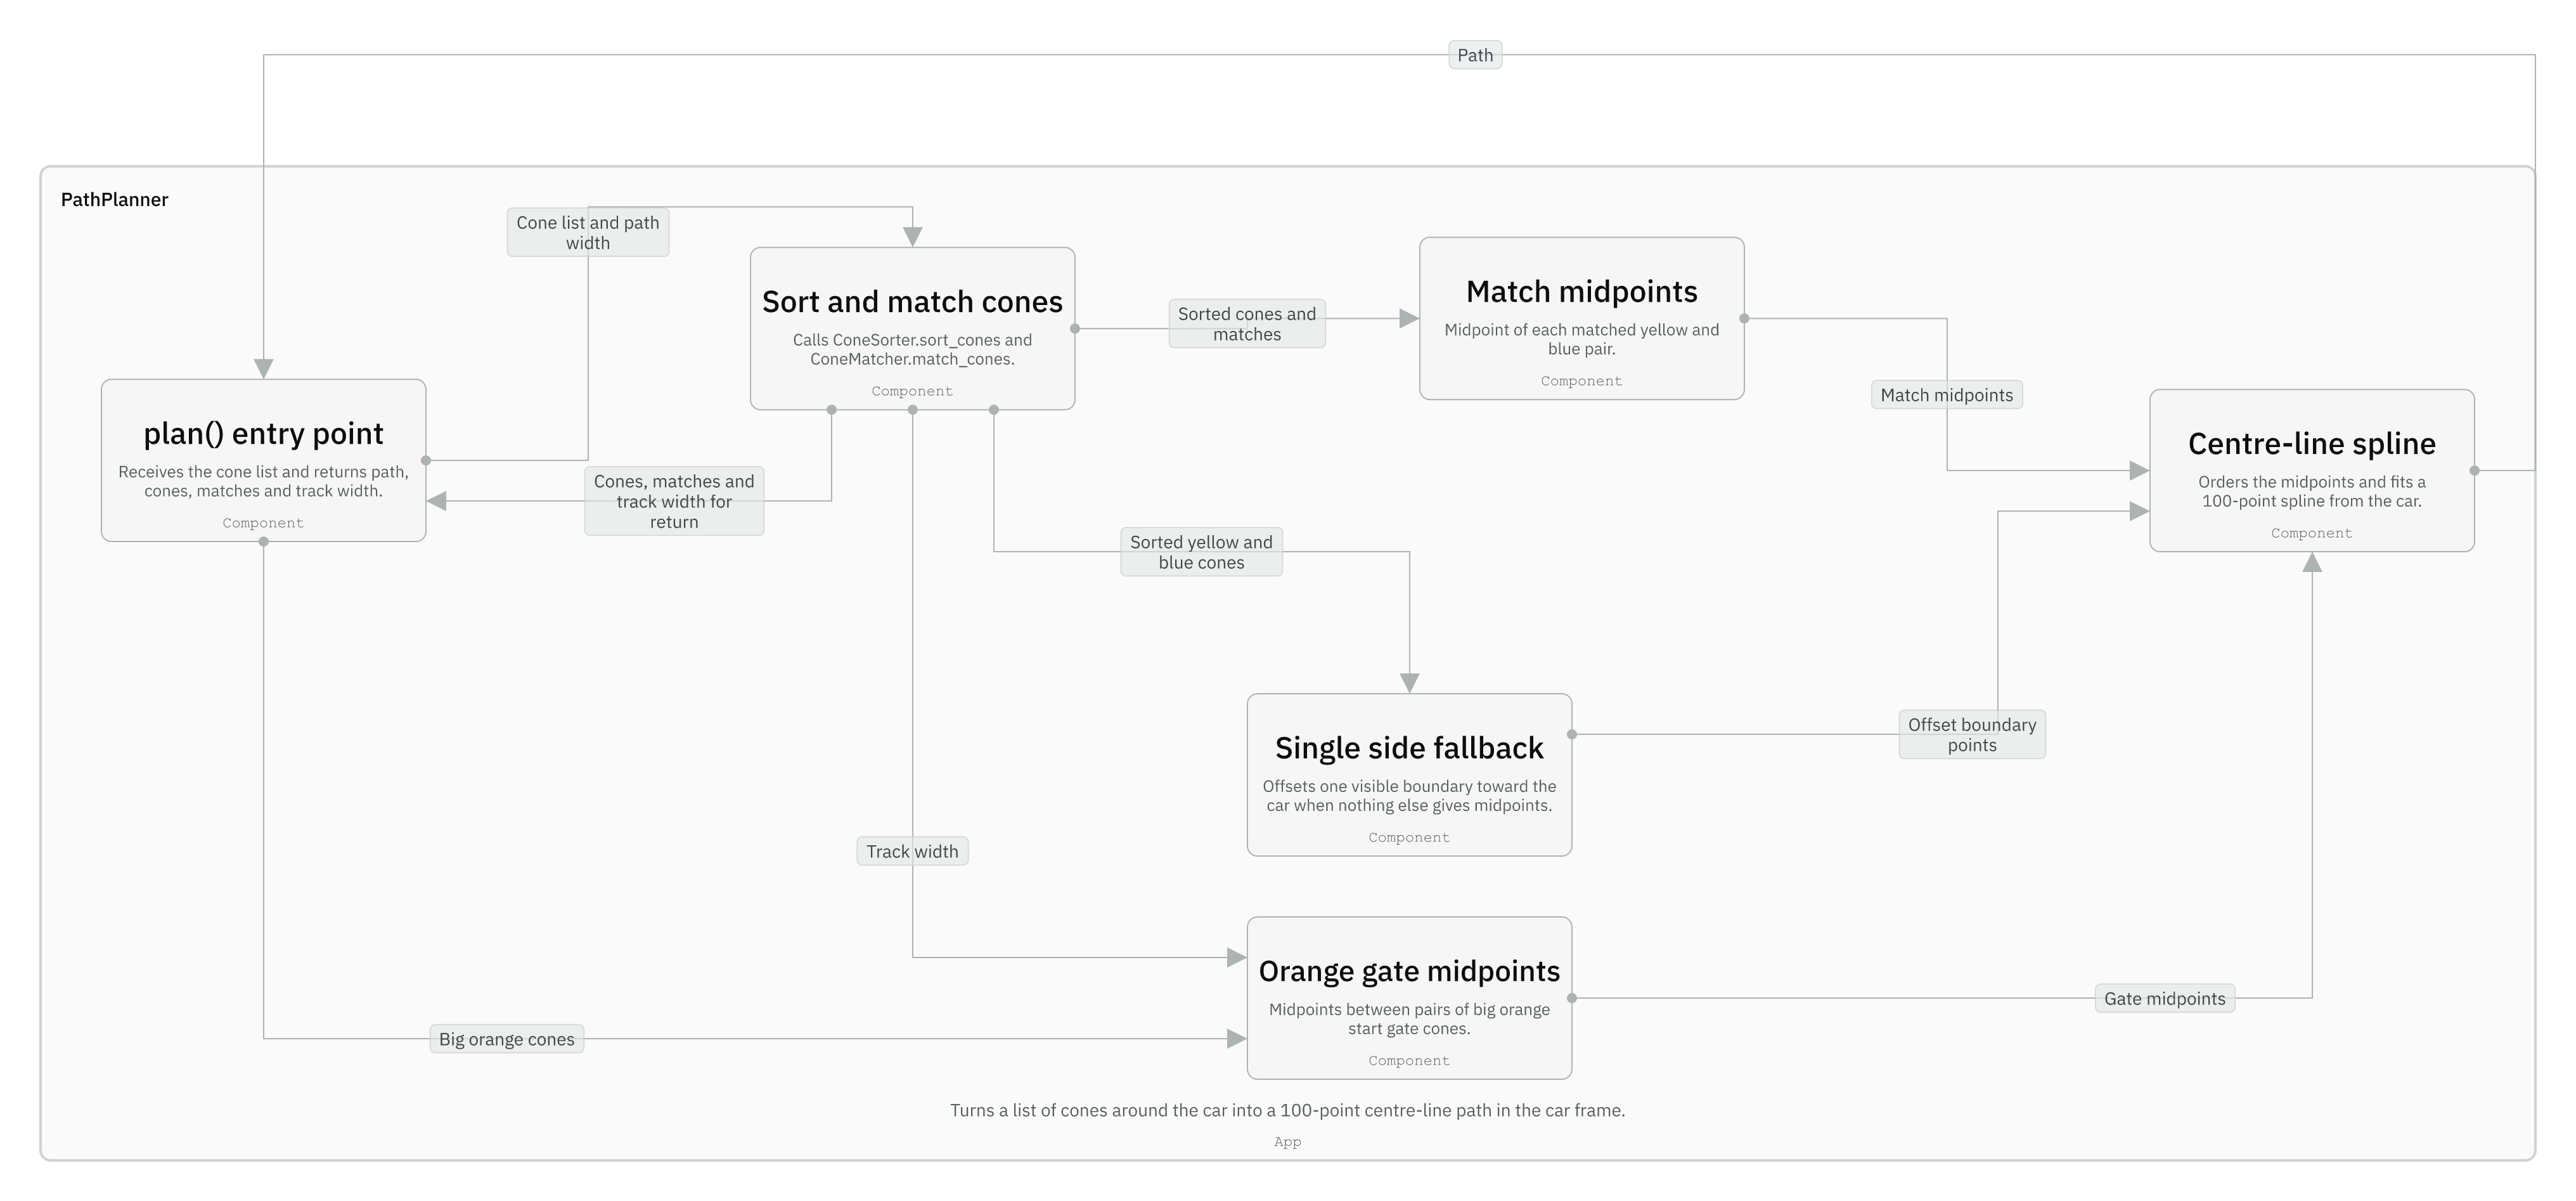 Path
PathPlanner
Cone list and path
width
Sort and match cones
Calls ConeSorter.sort_cones and
ConeMatcher.match_cones.
Component
Sorted cones and
matches
Match midpoints
Midpoint of each matched yellow and
blue pair.
Component
Match midpoints
plan() entry point
Receives the cone list and returns path,
cones, matches and track width.
Component
Cones, matches and
track width for
return
Centre-line spline
Orders the midpoints and fits a
100-point spline from the car.
Component
Sorted yellow and
blue cones
Single side fallback
Offsets one visible boundary toward the
car when nothing else gives midpoints.
Component
Offset boundary
points
Track width
Orange gate midpoints
Midpoints between pairs of big orange
start gate cones.
Component
Gate midpoints
Big orange cones
Turns a list of cones around the car into a 100-point centre-line path in the car frame.
App